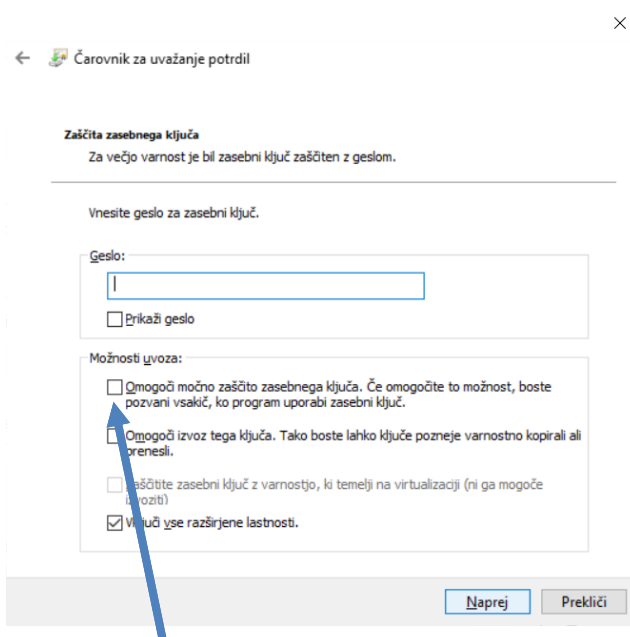 Čarovnik za uvažanje potrdil
Zaščita zasebnega ključa
Za večjo varnost je bil zasebni ključ zaščiten z geslom.
Vnesite geslo za zasebni ključ.
Geslo:
Prikaži geslo
Možnosti uvoza:
Omogoči močno zaščito zasebnega ključa. Če omogočite to možnost, boste
pozvani vsakič, ko program uporabi zasebni ključ.
Omogoči izvoz tega ključa. Tako boste lahko ključe pozneje varnostno kopirali ali
prenesli.
Zaščitite zasebni ključ z varnostjo, ki temelji na virtualizaciji (ni ga mogoče
izvoziti)
Vključi vse razširjene lastnosti.
Naprej
Prekliči